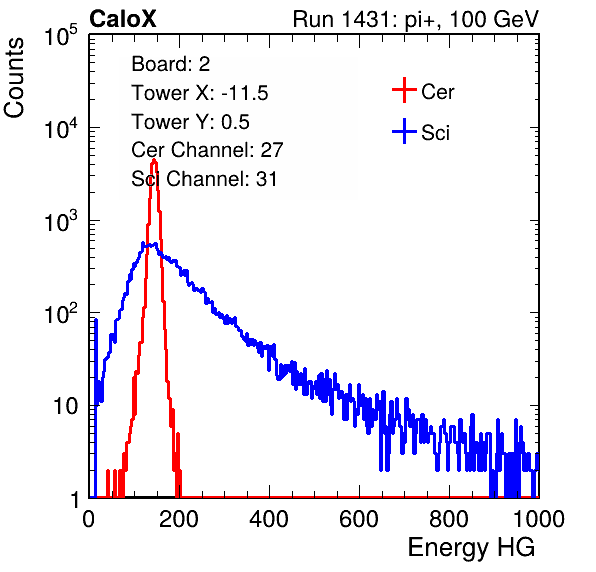 CaloX Run 1431: pi+, 100 GeV
Counts
Board: 2
Tower X: -11.5
Tower Y: 0.5
Cer Channel: 27
Sci Channel: 31
Cer
Sci
10^5
10^4
10^3
10^2
10
1
0 200 400 600 800 1000
Energy HG